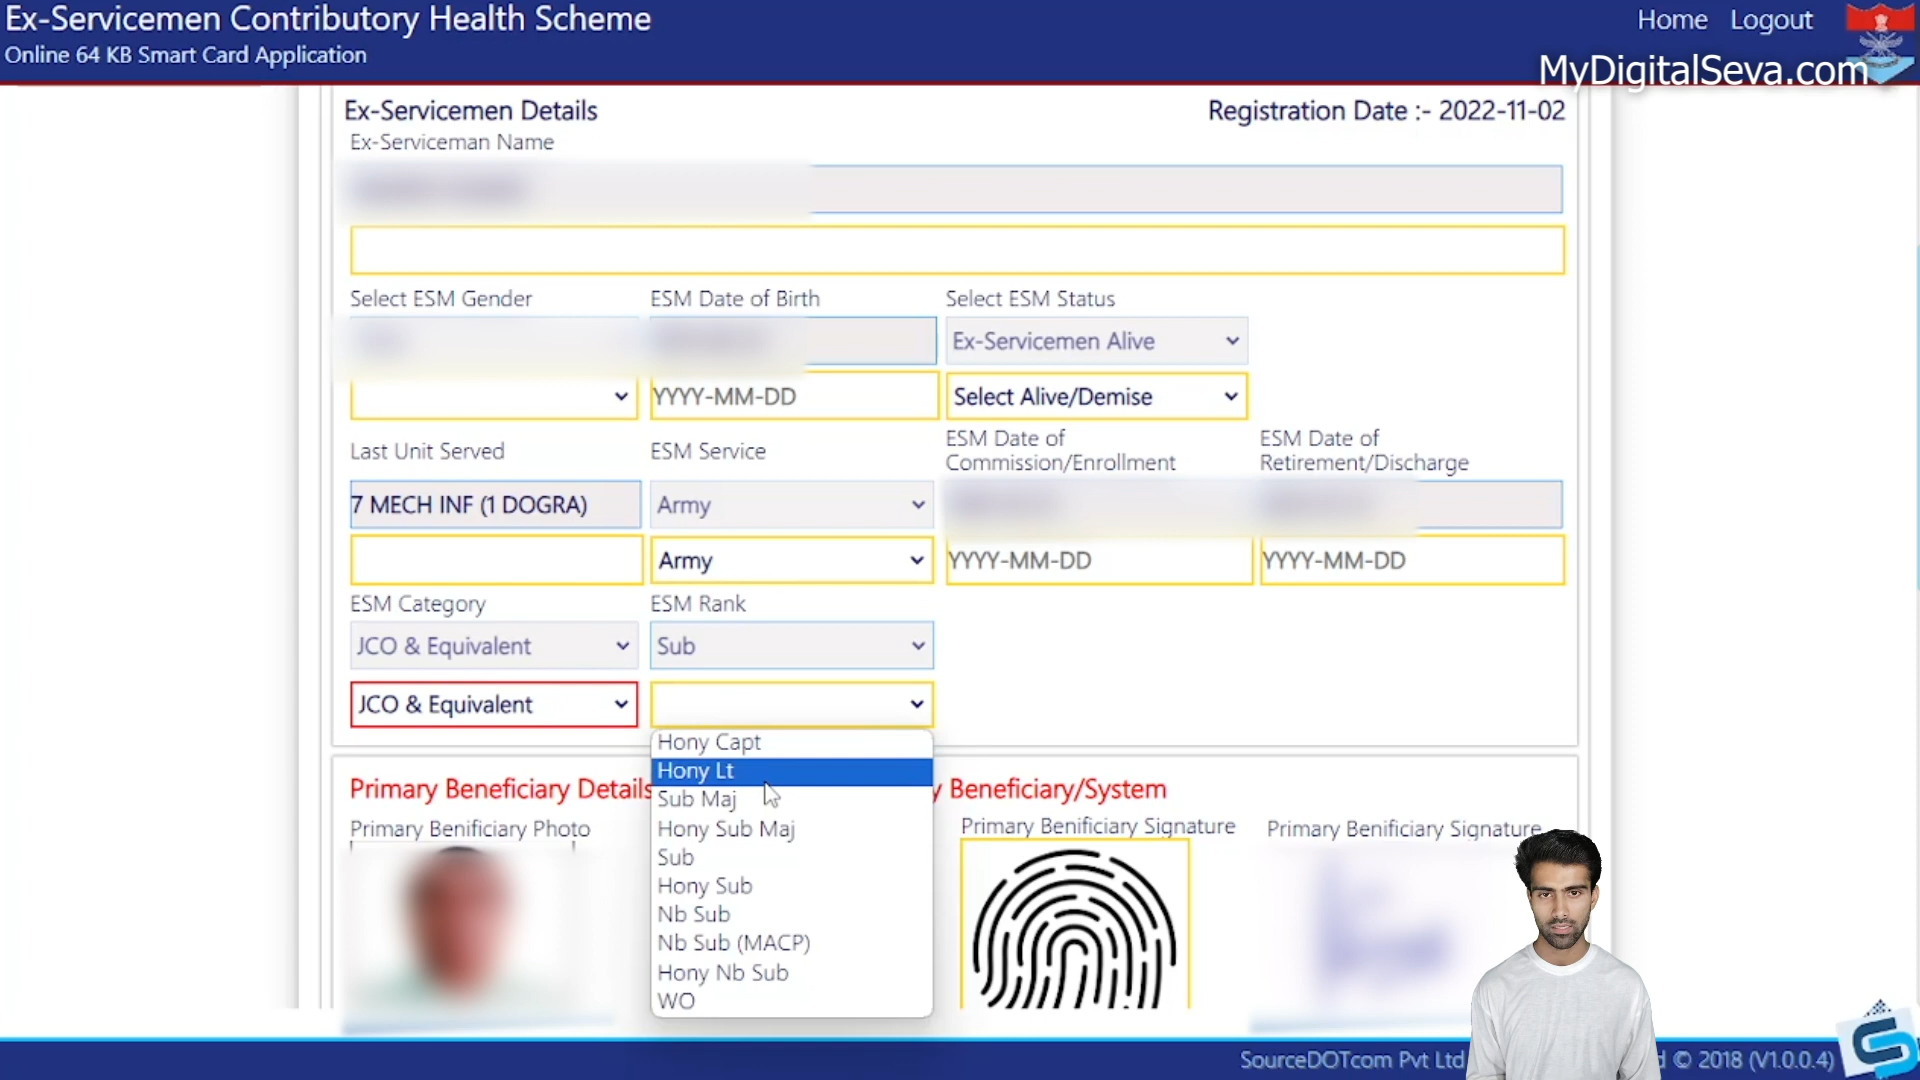 Ex-Servicemen Contributory Health Scheme
Home Logout
Online 64 KB Smart Card Application
MyDigitalSeva.com
Ex-Servicemen Details
Registration Date :- 2022-11-02
Ex-Serviceman Name
Select ESM Gender
ESM Date of Birth
Select ESM Status
Ex-Servicemen Alive
YYYY-MM-DD
Select Alive/Demise
Last Unit Served
ESM Service
ESM Date of
Commission/Enrollment
ESM Date of
Retirement/Discharge
7 MECH INF (1 DOGRA)
Army
Army
YYYY-MM-DD
YYYY-MM-DD
ESM Category
ESM Rank
JCO & Equivalent
Sub
JCO & Equivalent
Hony Capt
Hony Lt
Sub Maj
Hony Sub Maj
Sub
Hony Sub
Nb Sub
Nb Sub (MACP)
Hony Nb Sub
WO
Primary Beneficiary Details
Beneficiary/System
Primary Benificiary Photo
Primary Benificiary Signature
Primary Benificiary Signature
SourceDOTcom Pvt Ltd
© 2018 (V1.0.0.4)